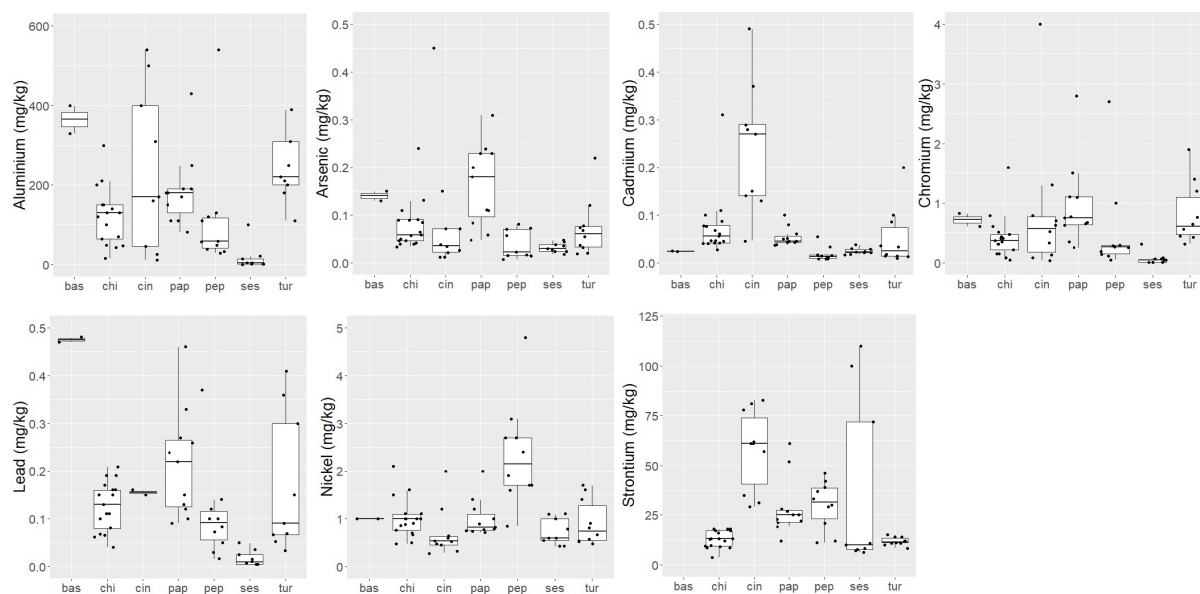 Aluminium (mg/kg)
600
400
200
0
bas chi cin pap pep ses tur
Arsenic (mg/kg)
0.5
0.4
0.3
0.2
0.1
0.0
bas chi cin pap pep ses tur
Cadmiium (mg/kg)
0.5
0.4
0.3
0.2
0.1
0.0
bas chi cin pap pep ses tur
Chromium (mg/kg)
4
3
2
1
0
bas chi cin pap pep ses tur
Lead (mg/kg)
0.5
0.4
0.3
0.2
0.1
0.0
bas chi cin pap pep ses tur
Nickel (mg/kg)
5
4
3
2
1
0
bas chi cin pap pep ses tur
Strontium (mg/kg)
125
100
75
50
25
0
bas chi cin pap pep ses tur